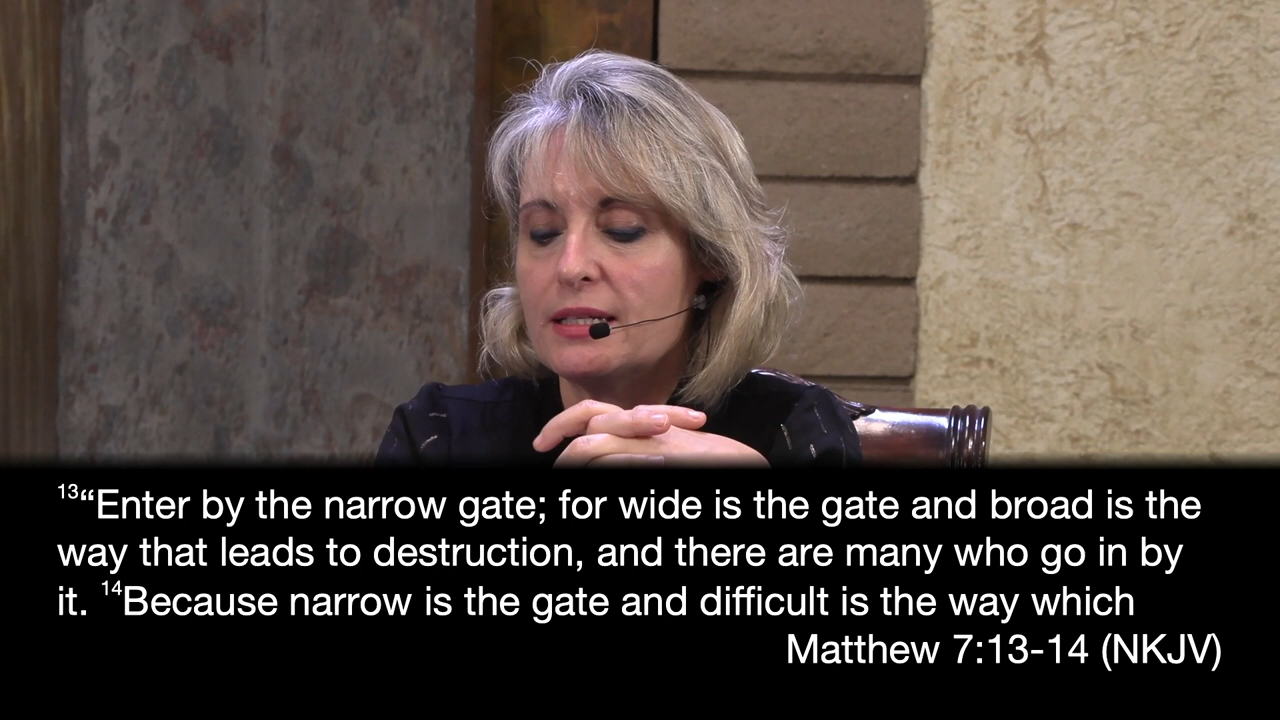 13“Enter by the narrow gate; for wide is the gate and broad is the
way that leads to destruction, and there are many who go in by
it. 14Because narrow is the gate and difficult is the way which
Matthew 7:13-14 (NKJV)